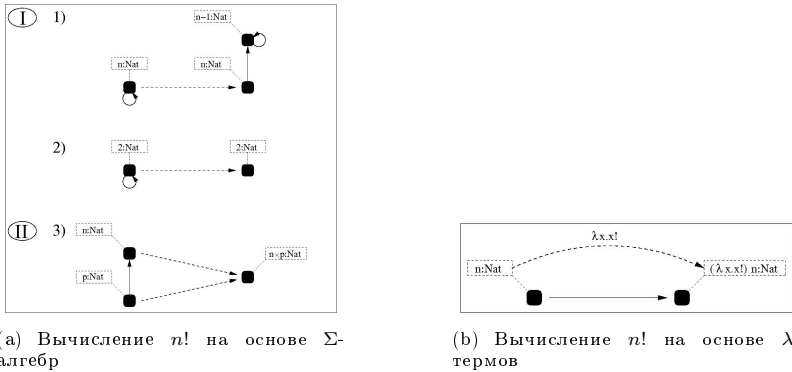 I 1)
n−1:Nat
n:Nat n:Nat
2)
2:Nat 2:Nat
II 3)
n:Nat
n×p:Nat
p:Nat
(a) Вычисление n! на основе Σ-
алгебр
λx.x!
n:Nat (λx.x!) n:Nat
(b) Вычисление n! на основе λ
термов